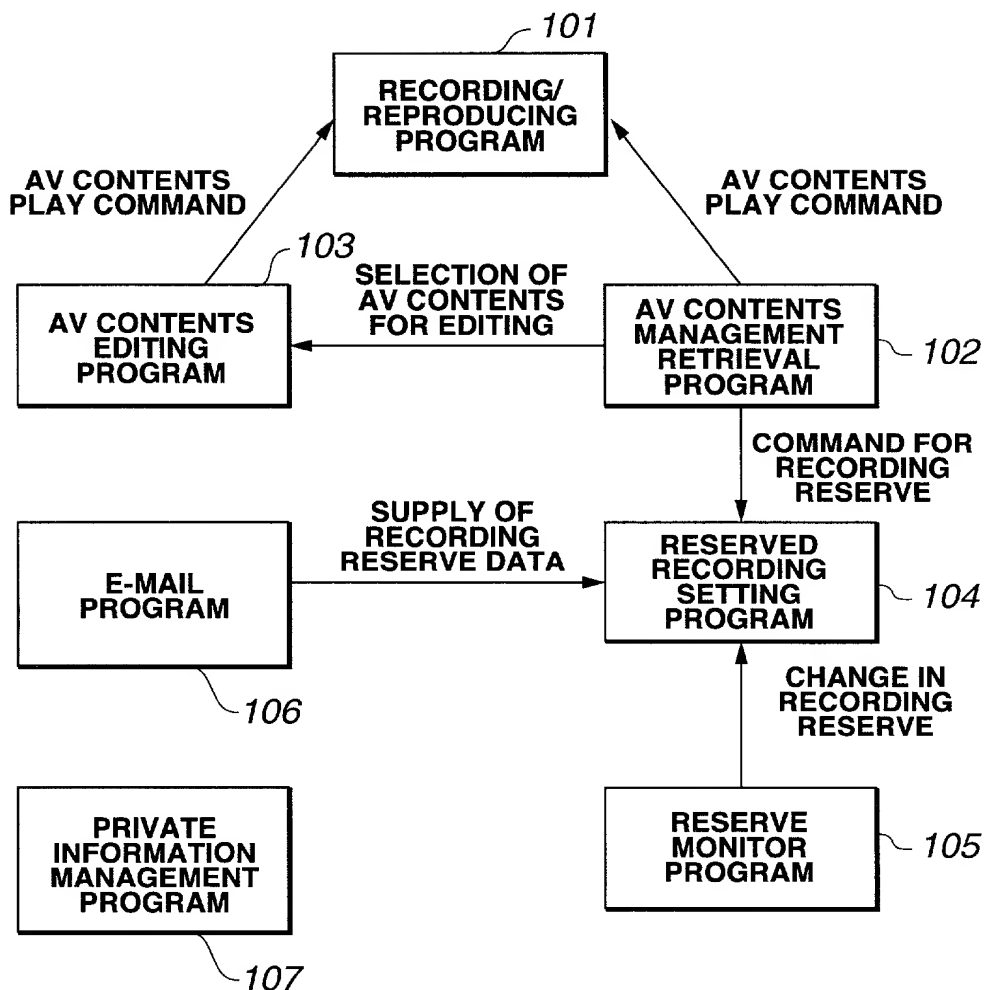 101
RECORDING/
REPRODUCING
PROGRAM
AV CONTENTS
PLAY COMMAND
AV CONTENTS
PLAY COMMAND
103
SELECTION OF
AV CONTENTS
FOR EDITING
AV CONTENTS
EDITING
PROGRAM
AV CONTENTS
MANAGEMENT
RETRIEVAL
PROGRAM
102
COMMAND FOR
RECORDING
RESERVE
SUPPLY OF
RECORDING
RESERVE DATA
E-MAIL
PROGRAM
106
RESERVED
RECORDING
SETTING
PROGRAM
104
CHANGE IN
RECORDING
RESERVE
PRIVATE
INFORMATION
MANAGEMENT
PROGRAM
107
RESERVE
MONITOR
PROGRAM
105